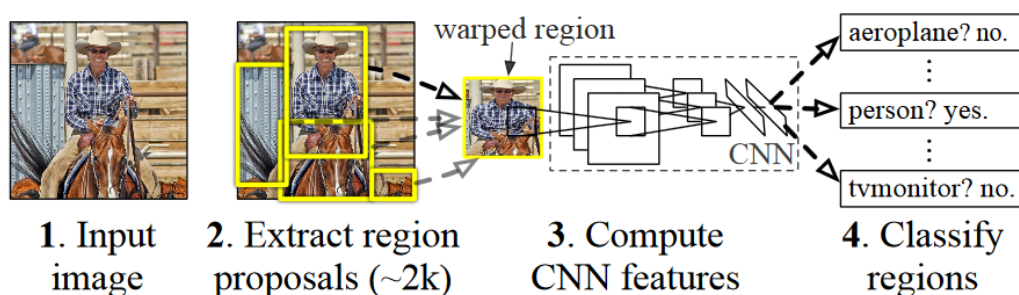 warped region
aeroplane? no.
⋮
person? yes.
CNN
⋮
tvmonitor? no.
1. Input
image
2. Extract region
proposals (~2k)
3. Compute
CNN features
4. Classify
regions